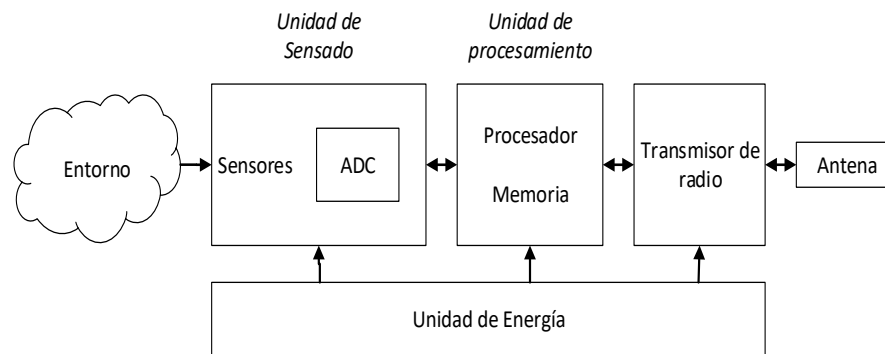 Unidad de
Sensado
Unidad de
procesamiento
Entorno
Sensores
ADC
Procesador
Memoria
Transmisor de
radio
Antena
Unidad de Energía